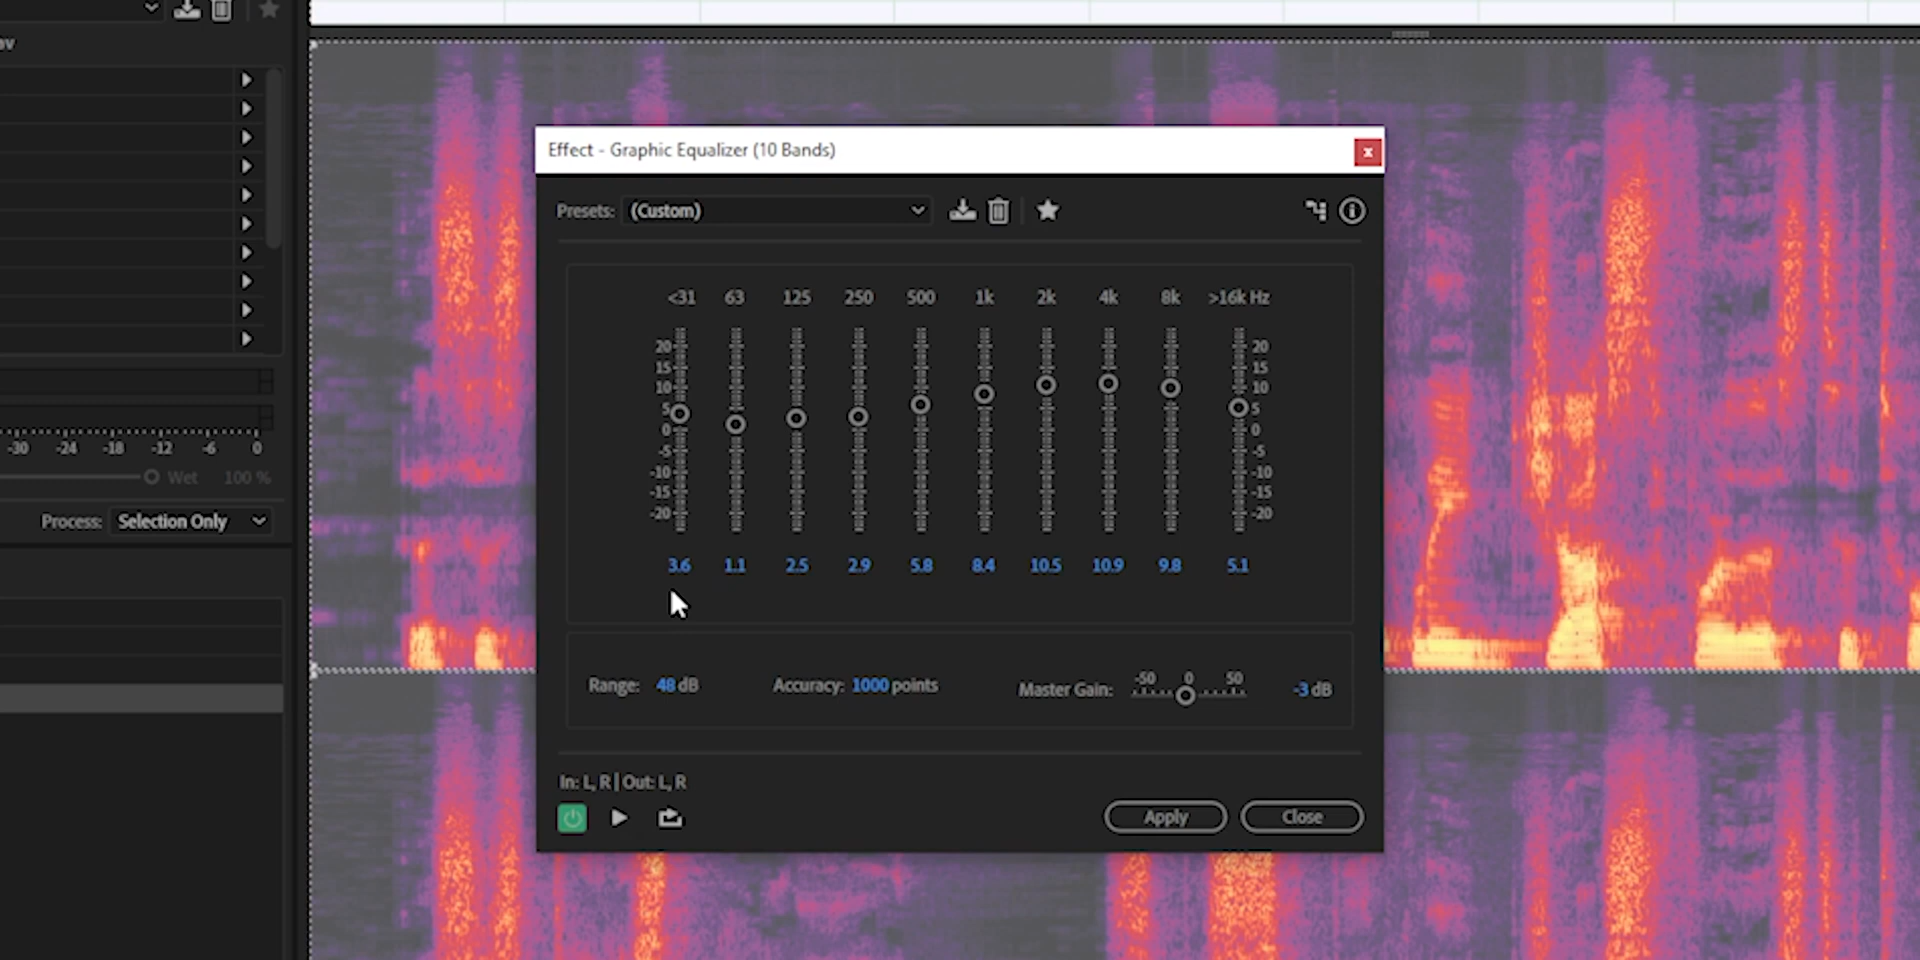 av
Effect - Graphic Equalizer (10 Bands)
Presets: (Custom)
<31 63 125 250 500 1k 2k 4k 8k >16k Hz
20 20
15 15
10 10
5 5
0 0
-5 -5
-10 -10
-15 -15
-20 -20
3.6 1.1 2.5 2.9 5.8 8.4 10.5 10.9 9.8 5.1
-30 -24 -18 -12 -6 0
Wet 100 %
Process: Selection Only
Range: 48 dB Accuracy: 1000 points Master Gain: -50 0 50 -3 dB
In: L, R | Out: L, R
Apply Close